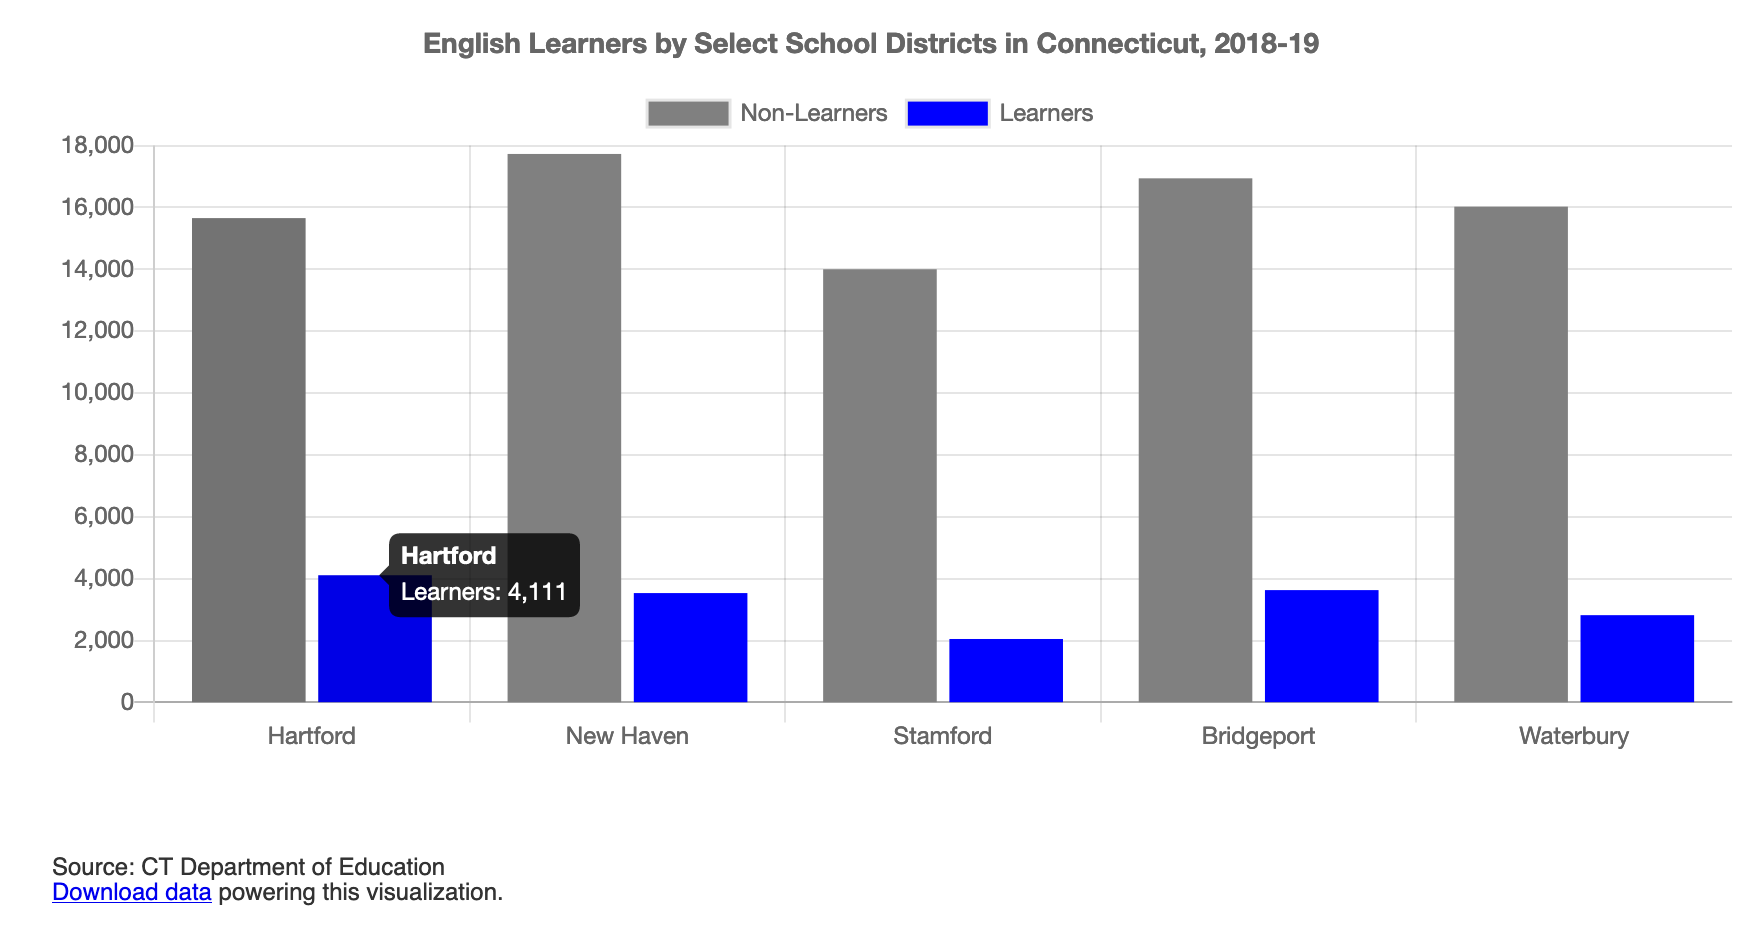 English Learners by Select School Districts in Connecticut, 2018-19
Non-Learners Learners
18,000
16,000
14,000
12,000
10,000
8,000
6,000
4,000
2,000
0
Hartford
Learners: 4,111
Hartford New Haven Stamford Bridgeport Waterbury
Source: CT Department of Education
Download data powering this visualization.